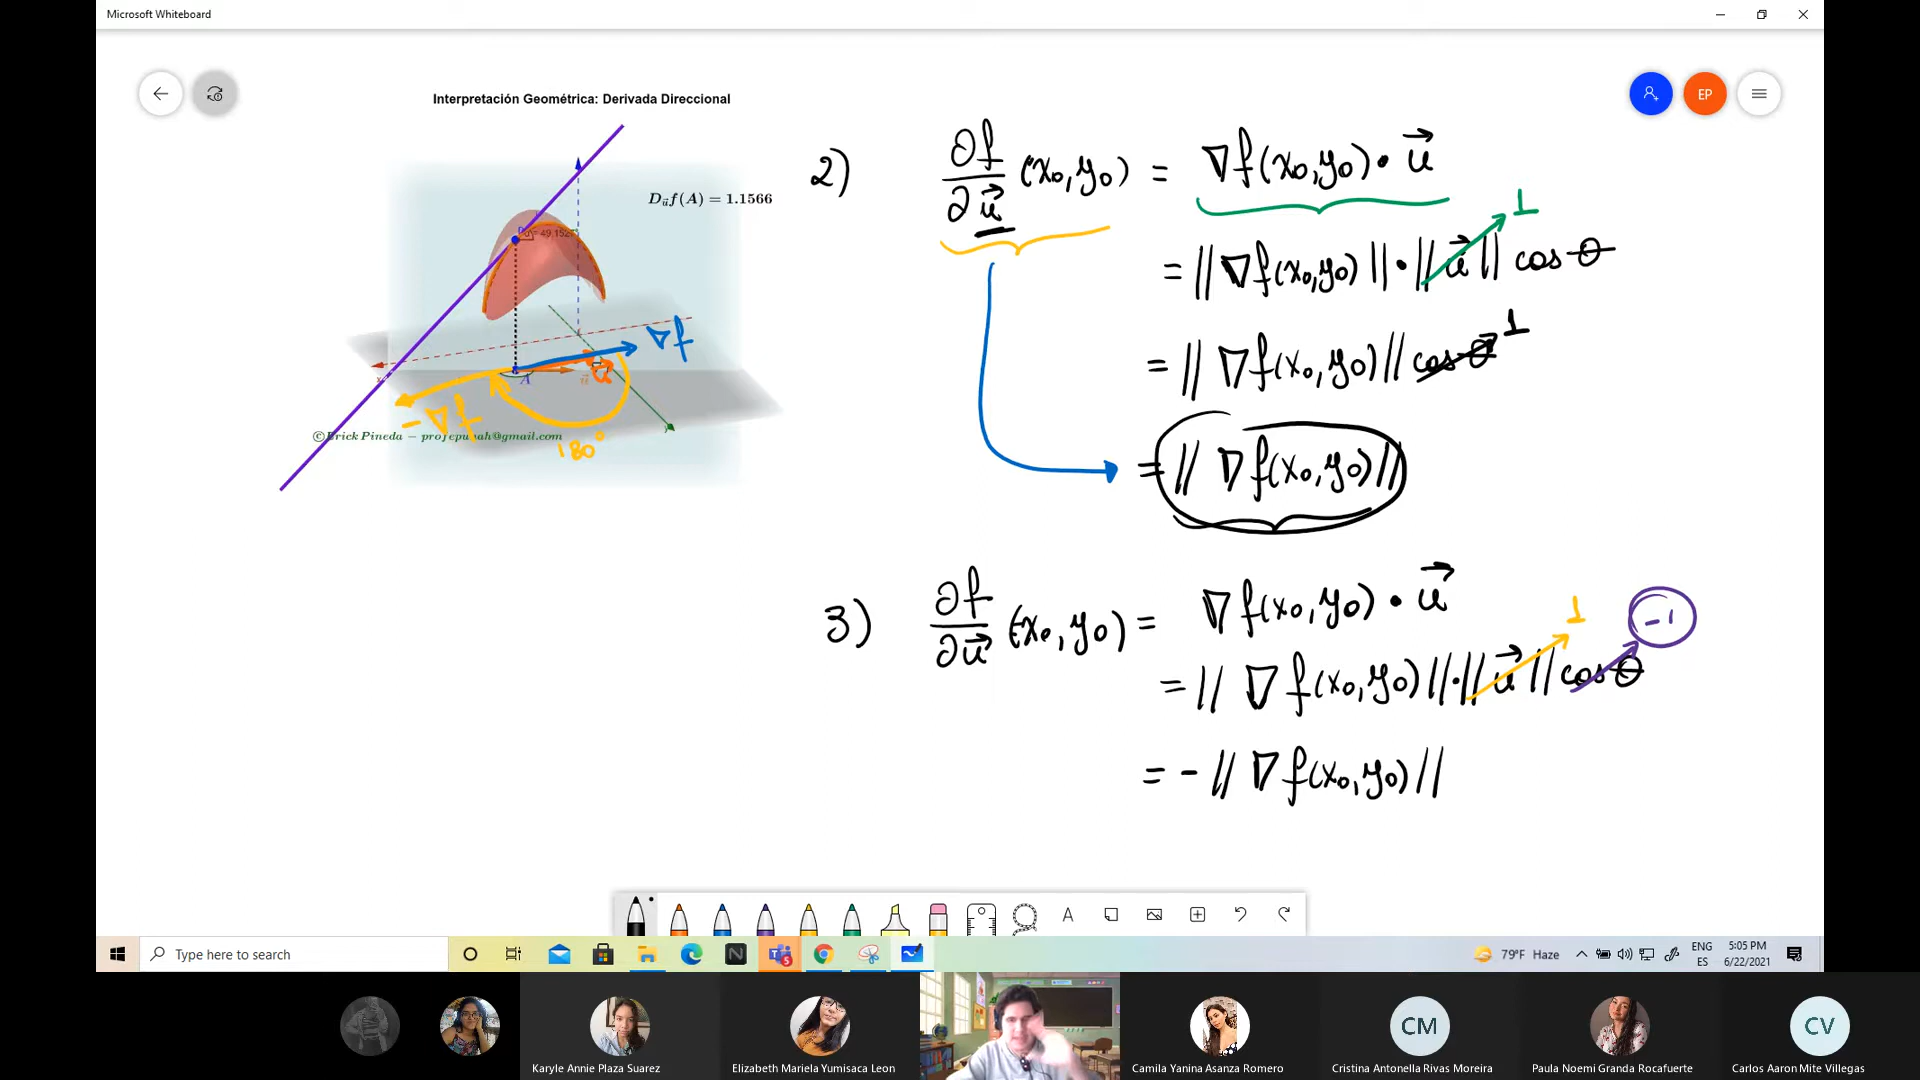 Microsoft Whiteboard
EP
Interpretación Geométrica: Derivada Direccional
D_u⃗ f(A) = 1.1566
∇f
u⃗
A
-∇f
180°
©Erick Pineda − profepunah@gmail.com
2) ∂f/∂u⃗ (x₀,y₀) = ∇f(x₀,y₀)•u⃗
= ||∇f(x₀,y₀)||•||u⃗|| cos θ 1
= ||∇f(x₀,y₀)|| cos θ 1
= ||∇f(x₀,y₀)||
3) ∂f/∂u⃗ (x₀,y₀) = ∇f(x₀,y₀)•u⃗
= ||∇f(x₀,y₀)||•||u⃗|| cos θ 1 -1
= -||∇f(x₀,y₀)||
A
Type here to search
79°F Haze
ENG
ES
5:05 PM
6/22/2021
Karyle Annie Plaza Suarez
Elizabeth Mariela Yumisaca Leon
Camila Yanina Asanza Romero
CM
Cristina Antonella Rivas Moreira
Paula Noemi Granda Rocafuerte
CV
Carlos Aaron Mite Villegas